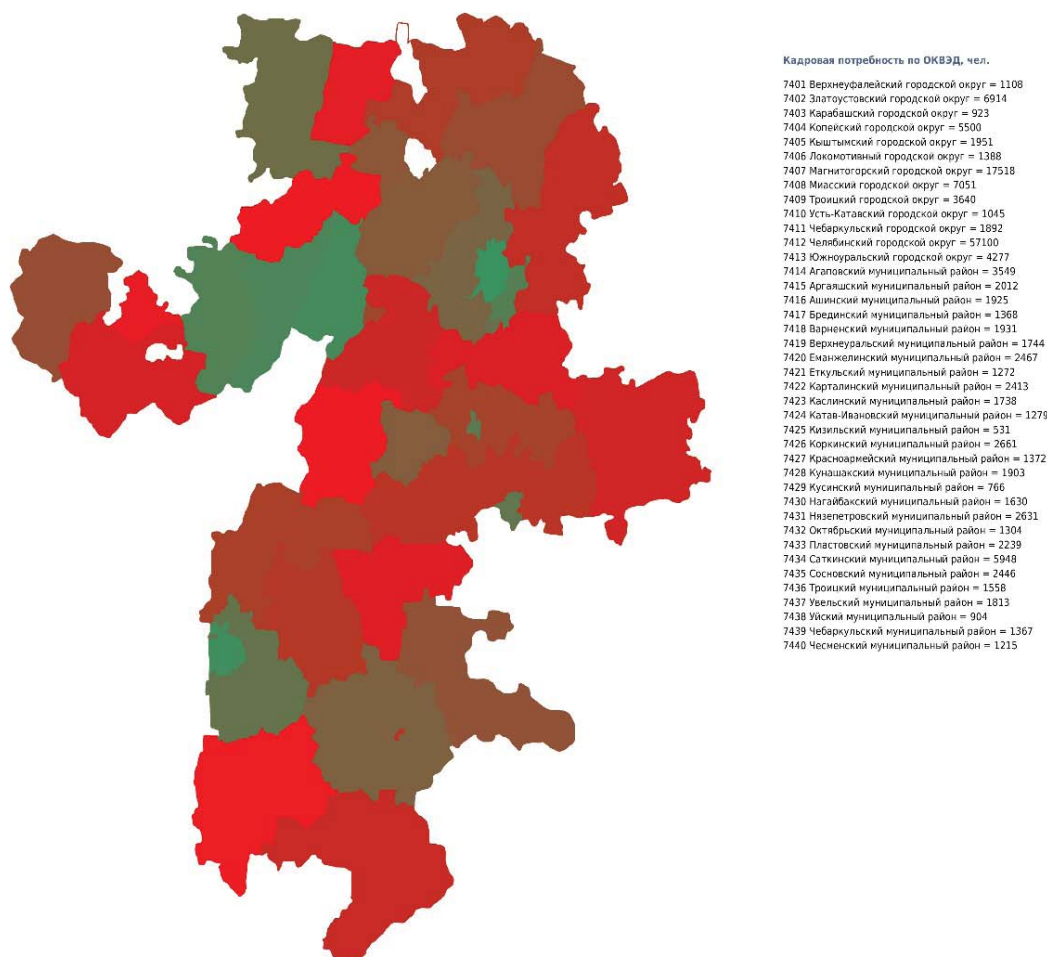 Кадровая потребность по ОКВЭД, чел.
7401 Верхнеуфалейский городской округ = 1108
7402 Златоустовский городской округ = 6914
7403 Карабашский городской округ = 923
7404 Копейский городской округ = 5500
7405 Кыштымский городской округ = 1951
7406 Локомотивный городской округ = 1388
7407 Магнитогорский городской округ = 17518
7408 Миасский городской округ = 7051
7409 Троицкий городской округ = 3640
7410 Усть-Катавский городской округ = 1045
7411 Чебаркульский городской округ = 1892
7412 Челябинский городской округ = 57100
7413 Южноуральский городской округ = 4277
7414 Агаповский муниципальный район = 3549
7415 Аргаяшский муниципальный район = 2012
7416 Ашинский муниципальный район = 1925
7417 Брединский муниципальный район = 1368
7418 Варненский муниципальный район = 1931
7419 Верхнеуральский муниципальный район = 1744
7420 Еманжелинский муниципальный район = 2467
7421 Еткульский муниципальный район = 1272
7422 Карталинский муниципальный район = 2413
7423 Каслинский муниципальный район = 1738
7424 Катав-Ивановский муниципальный район = 1279
7425 Кизильский муниципальный район = 531
7426 Коркинский муниципальный район = 2661
7427 Красноармейский муниципальный район = 1372
7428 Кунашакский муниципальный район = 1903
7429 Кусинский муниципальный район = 766
7430 Нагайбакский муниципальный район = 1630
7431 Нязепетровский муниципальный район = 2631
7432 Октябрьский муниципальный район = 1304
7433 Пластовский муниципальный район = 2239
7434 Саткинский муниципальный район = 5948
7435 Сосновский муниципальный район = 2446
7436 Троицкий муниципальный район = 1558
7437 Увельский муниципальный район = 1813
7438 Уйский муниципальный район = 904
7439 Чебаркульский муниципальный район = 1367
7440 Чесменский муниципальный район = 1215